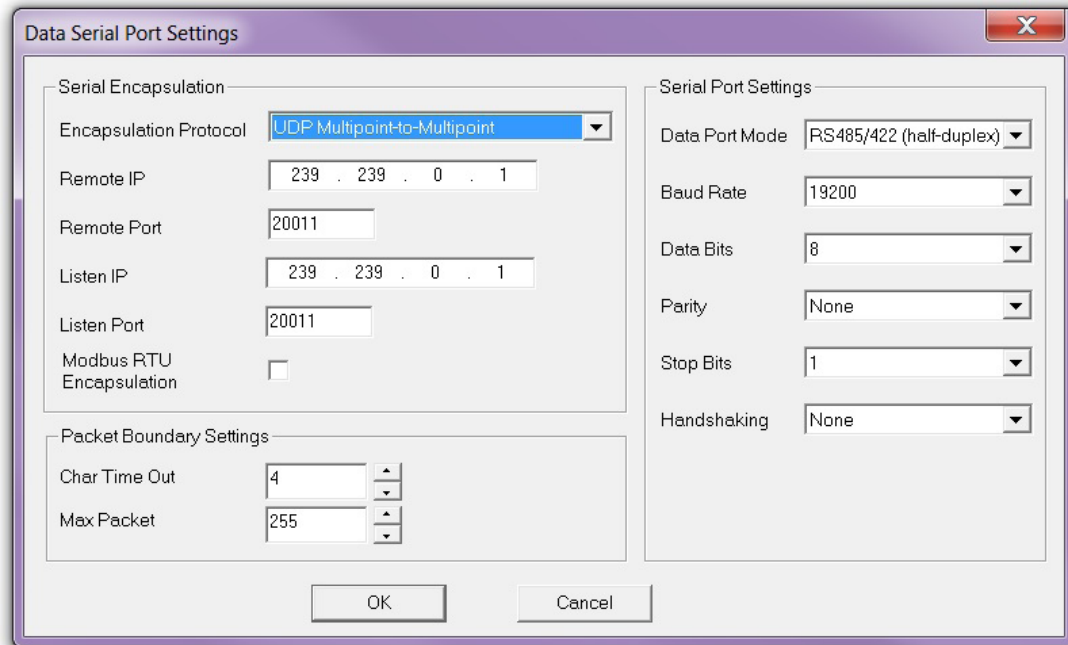 Data Serial Port Settings
Serial Encapsulation
Encapsulation Protocol UDP Multipoint-to-Multipoint
Remote IP 239 . 239 . 0 . 1
Remote Port 20011
Listen IP 239 . 239 . 0 . 1
Listen Port 20011
Modbus RTU
Encapsulation
Packet Boundary Settings
Char Time Out 4
Max Packet 255
Serial Port Settings
Data Port Mode RS485/422 (half-duplex)
Baud Rate 19200
Data Bits 8
Parity None
Stop Bits 1
Handshaking None
OK Cancel